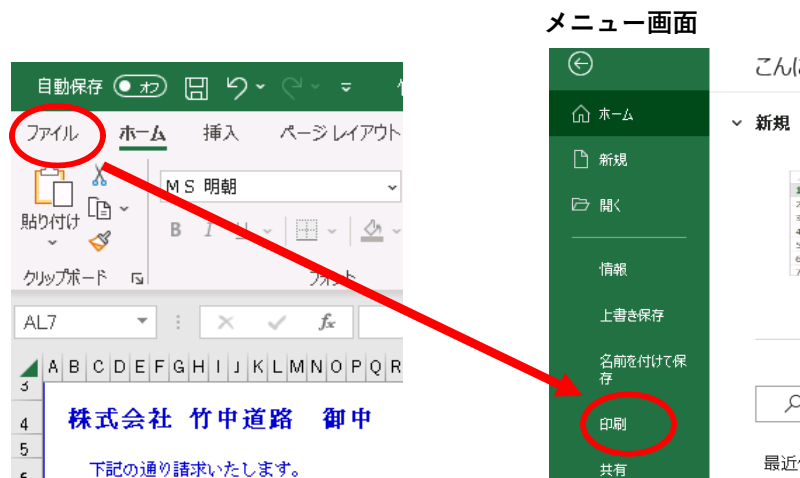 メニュー画面
自動保存 オフ
ファイル ホーム 挿入 ページレイアウト
MS 明朝
貼り付け
B I U
クリップボード
フォント
AL7
fx
A B C D E F G H I J K L M N O P Q R
3
4 株式会社 竹中道路 御中
5
下記の通り請求いたします。
6
ホーム
新規
開く
情報
上書き保存
名前を付けて保
存
印刷
共有
新規